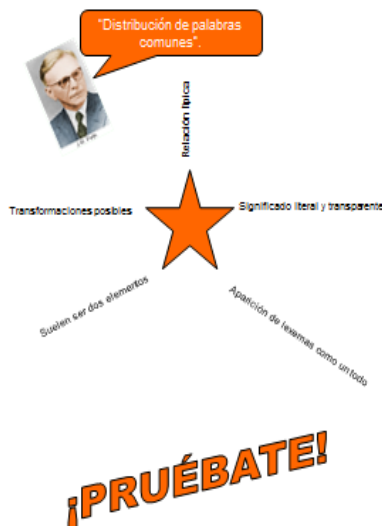 "Distribución de palabras
comunes".
J.R. Firth
Relación típica
Transformaciones posibles
Significado literal y transparente
Suelen ser dos elementos
Aparición de lexemas como un todo
¡PRUÉBATE!